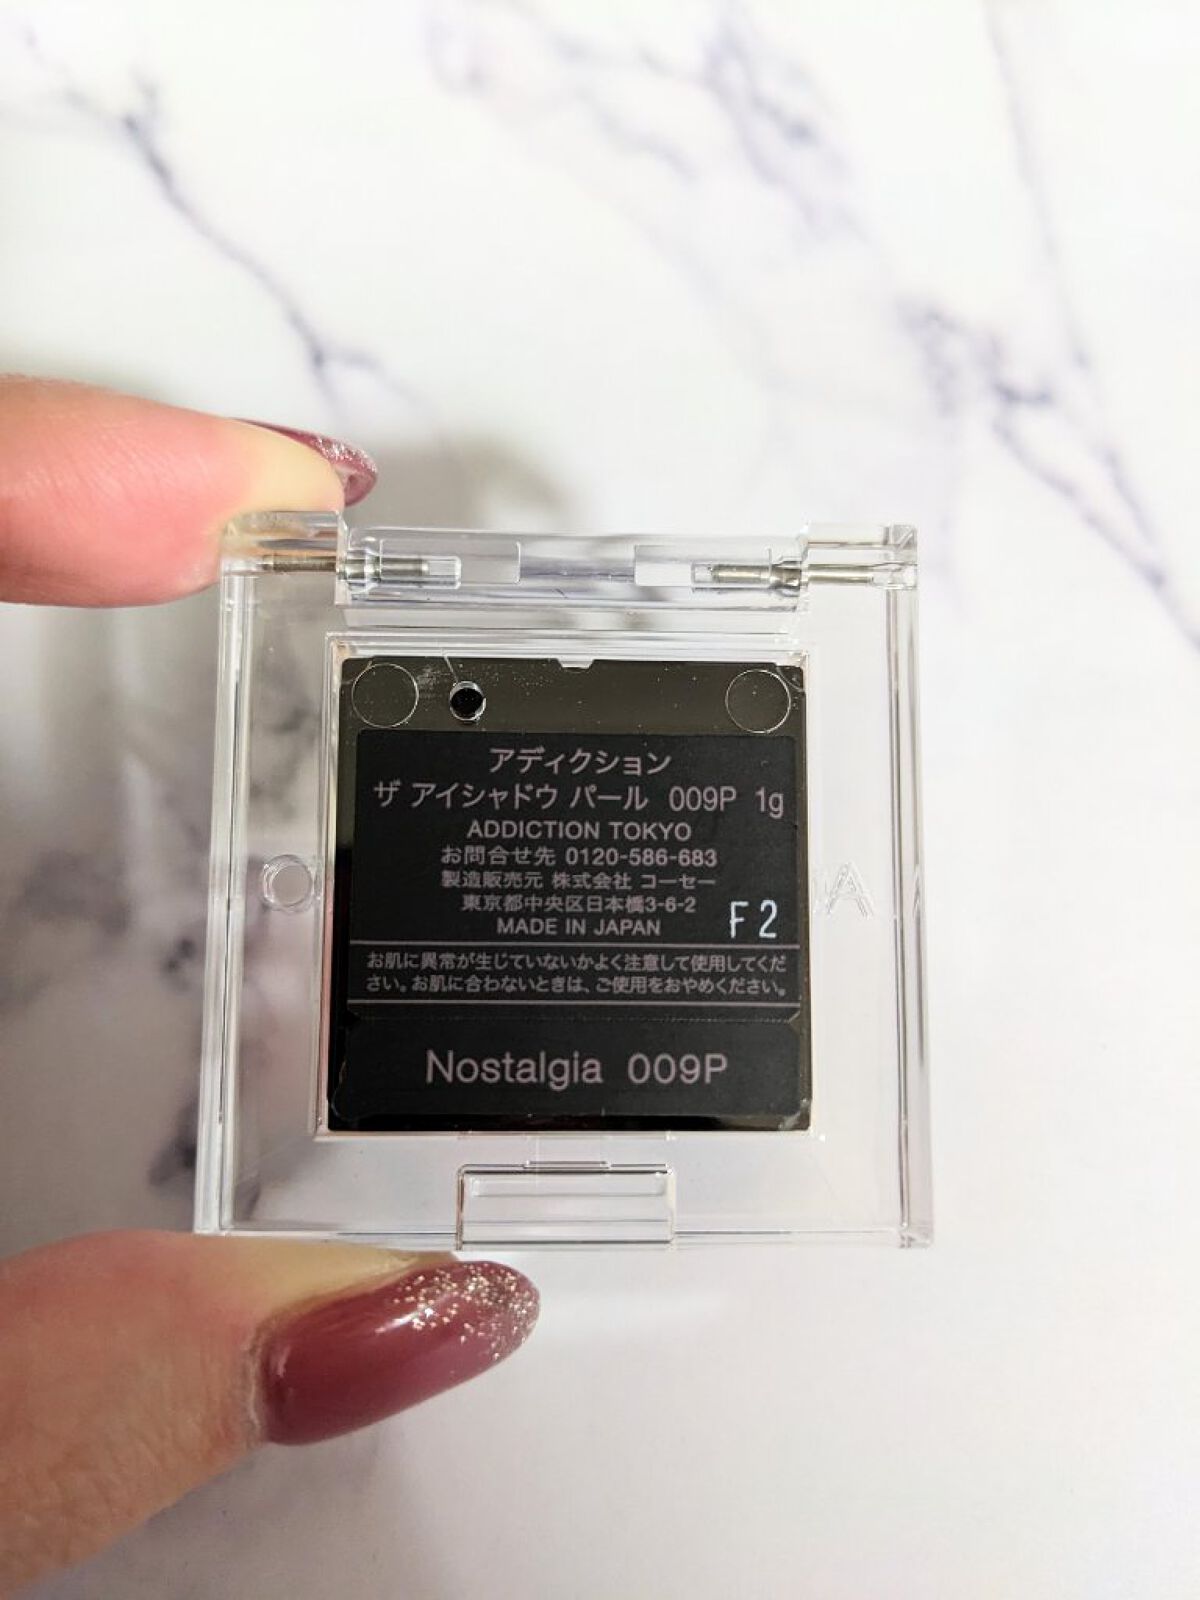 アディクション
ザ アイシャドウ パール 009P 1g
ADDICTION TOKYO
お問合せ先 0120-586-683
製造販売元 株式会社 コーセー
東京都中央区日本橋3-6-2
MADE IN JAPAN
F2
お肌に異常が生じていないかよく注意して使用してくだ
さい。お肌に合わないときは、ご使用をおやめください。
Nostalgia 009P